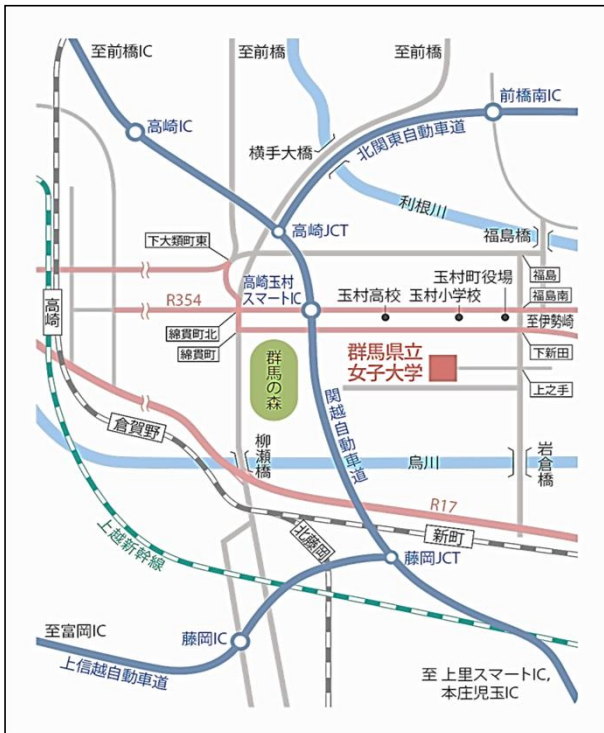 至前橋IC
至前橋
至前橋
前橋南IC
高崎IC
横手大橋
北関東自動車道
利根川
高崎JCT
福島橋
下大類町東
福島
高崎玉村
スマートIC
玉村町役場
玉村高校
玉村小学校
R354
福島南
高崎
綿貫町北
至伊勢崎
綿貫町
群馬県立
女子大学
下新田
群馬の森
上之手
関越自動車道
倉賀野
柳瀬橋
烏川
岩倉橋
R17
上越新幹線
北藤岡
新町
藤岡JCT
至富岡IC
藤岡IC
上信越自動車道
至 上里スマートIC,
本庄児玉IC